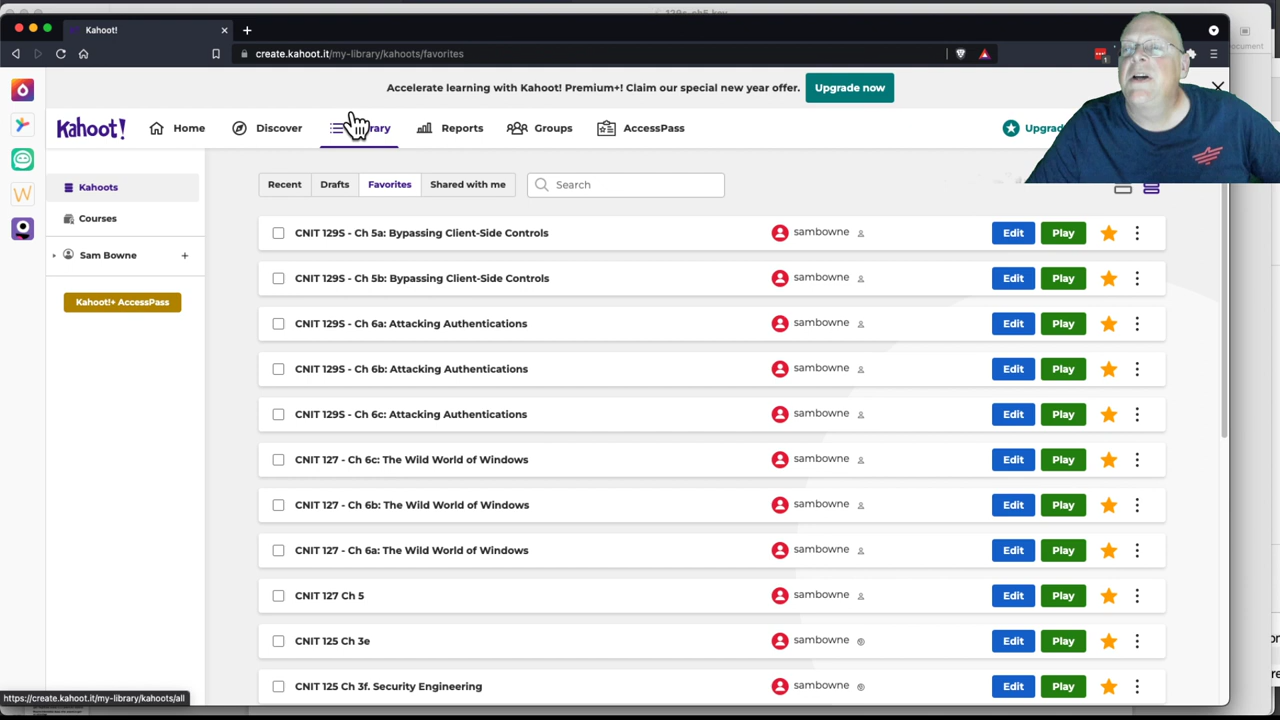 129s-ch5.key
Kahoot!
create.kahoot.it/my-library/kahoots/favorites
1
Accelerate learning with Kahoot! Premium+! Claim our special new year offer.
Upgrade now
Kahoot!
Home
Discover
Reports
Groups
AccessPass
Kahoots
Courses
Sam Bowne
Kahoot!+ AccessPass
Recent
Drafts
Favorites
Shared with me
Search
CNIT 129S - Ch 5a: Bypassing Client-Side Controls sambowne Edit Play
CNIT 129S - Ch 5b: Bypassing Client-Side Controls sambowne Edit Play
CNIT 129S - Ch 6a: Attacking Authentications sambowne Edit Play
CNIT 129S - Ch 6b: Attacking Authentications sambowne Edit Play
CNIT 129S - Ch 6c: Attacking Authentications sambowne Edit Play
CNIT 127 - Ch 6c: The Wild World of Windows sambowne Edit Play
CNIT 127 - Ch 6b: The Wild World of Windows sambowne Edit Play
CNIT 127 - Ch 6a: The Wild World of Windows sambowne Edit Play
CNIT 127 Ch 5 sambowne Edit Play
CNIT 125 Ch 3e sambowne Edit Play
CNIT 125 Ch 3f. Security Engineering sambowne Edit Play
https://create.kahoot.it/my-library/kahoots/all